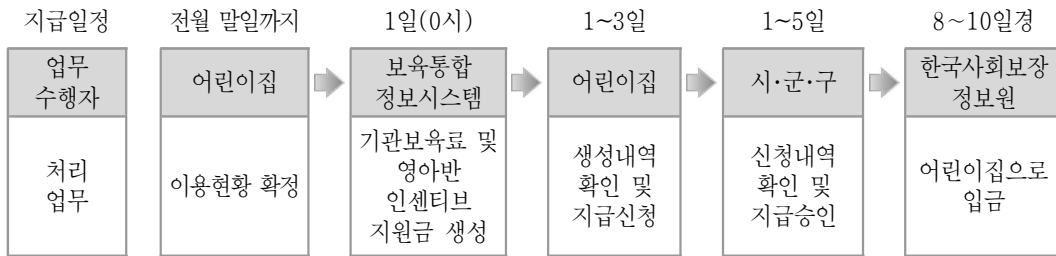 지급일정 전월 말일까지 1일(0시) 1~3일 1~5일 8~10일경
업무 수행자
어린이집
보육통합 정보시스템
어린이집
시·군·구
한국사회보장 정보원
처리 업무
이용현황 확정
기관보육료 및
영아반
인센티브
지원금 생성
생성내역
확인 및
지급신청
신청내역
확인 및
지급승인
어린이집으로
입금